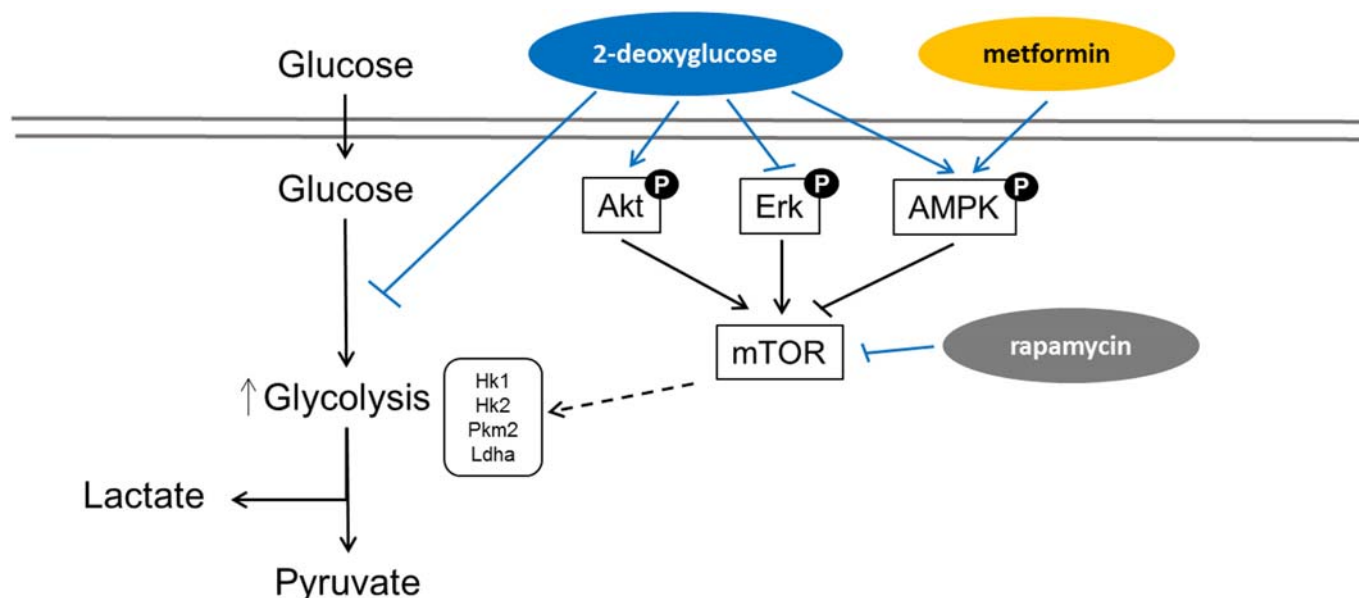 2-deoxyglucose
metformin
Glucose
Glucose
Akt
P
Erk
P
AMPK
P
mTOR
rapamycin
↑ Glycolysis
Hk1
Hk2
Pkm2
Ldha
Lactate
Pyruvate